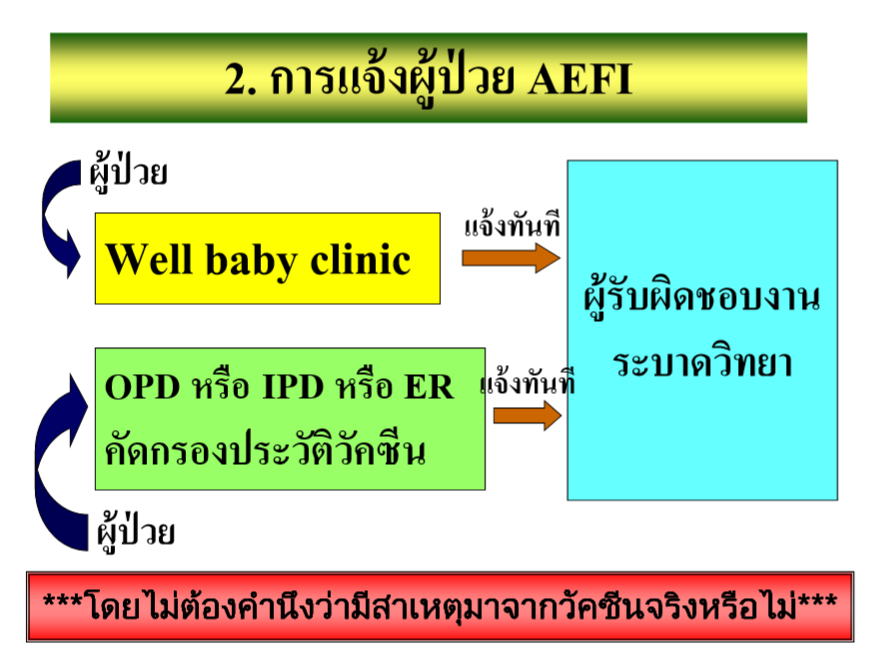 2. การแจ้งผู้ป่วย AEFI
ผู้ป่วย
Well baby clinic
แจ้งทันที
ผู้รับผิดชอบงาน
ระบาดวิทยา
OPD หรือ IPD หรือ ER
คัดกรองประวัติวัคซีน
แจ้งทันที
ผู้ป่วย
***โดยไม่ต้องคำนึงว่ามีสาเหตุมาจากวัคซีนจริงหรือไม่***